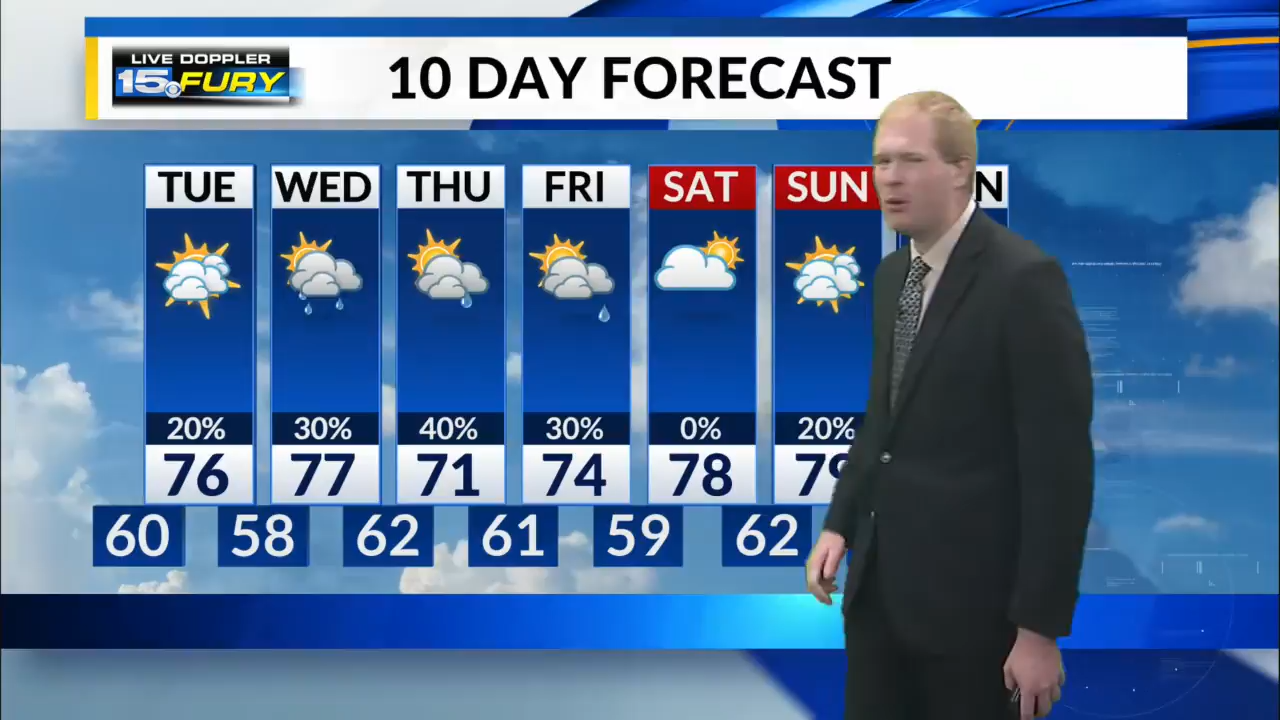 LIVE DOPPLER
15 FURY
10 DAY FORECAST
TUE WED THU FRI SAT SUN N
20% 30% 40% 30% 0% 20%
76 77 71 74 78 79
60 58 62 61 59 62